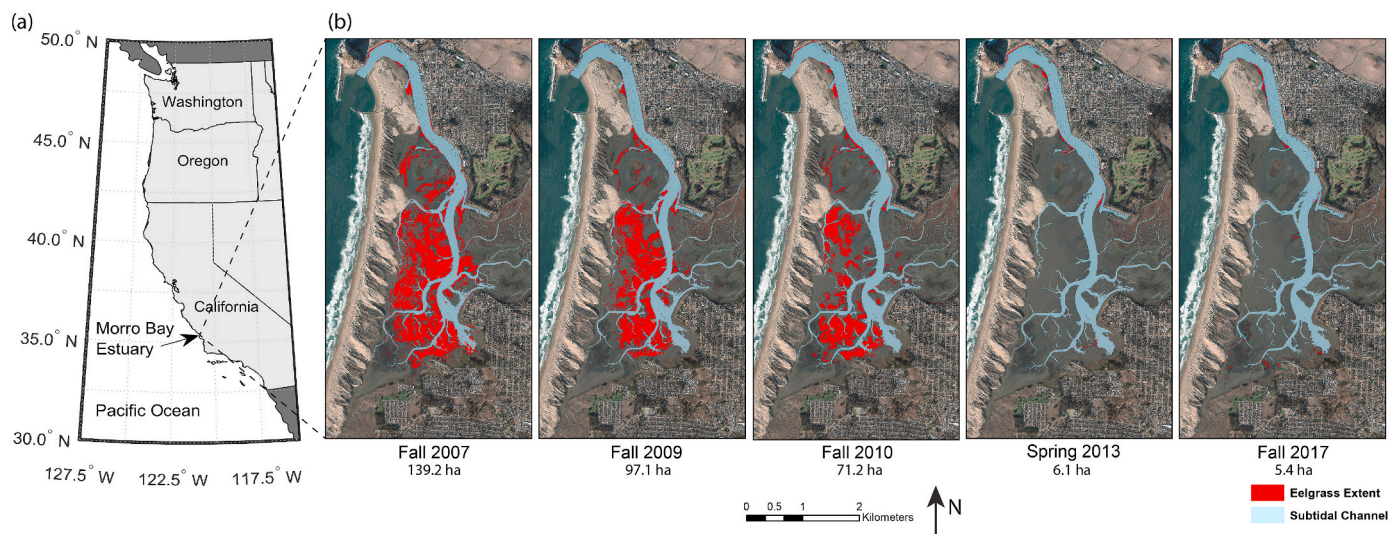 (a)
50.0° N
45.0° N
40.0° N
35.0° N
30.0° N
127.5° W
122.5° W
117.5° W
Washington
Oregon
California
Morro Bay
Estuary
Pacific Ocean
(b)
Fall 2007
139.2 ha
Fall 2009
97.1 ha
Fall 2010
71.2 ha
Spring 2013
6.1 ha
Fall 2017
5.4 ha
0 0.5 1 2
Kilometers
N
Eelgrass Extent
Subtidal Channel